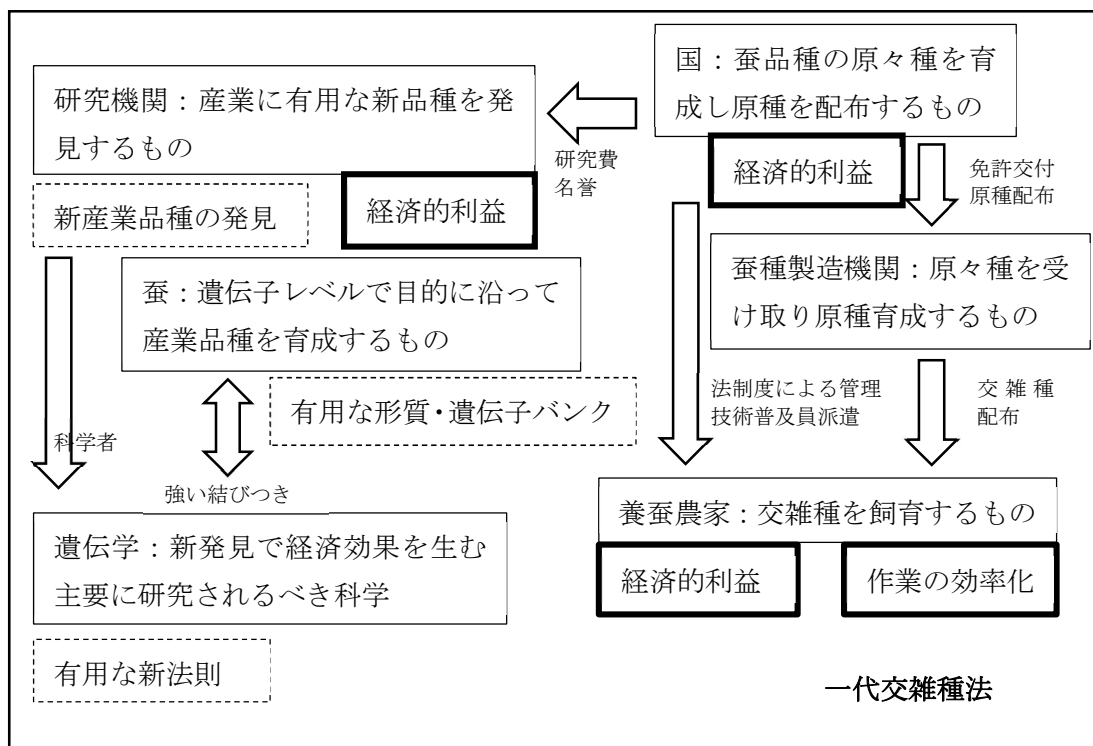 国：蚕品種の原々種を育
成し原種を配布するもの
経済的利益
研究機関：産業に有用な新品種を発
見するもの
研究費
名誉
新産業品種の発見
経済的利益
免許交付
原種配布
蚕種製造機関：原々種を受
け取り原種育成するもの
蚕：遺伝子レベルで目的に沿って
産業品種を育成するもの
有用な形質・遺伝子バンク
法制度による管理
技術普及員派遣
交雑種
配布
科学者
強い結びつき
養蚕農家：交雑種を飼育するもの
経済的利益
作業の効率化
遺伝学：新発見で経済効果を生む
主要に研究されるべき科学
有用な新法則
一代交雑種法